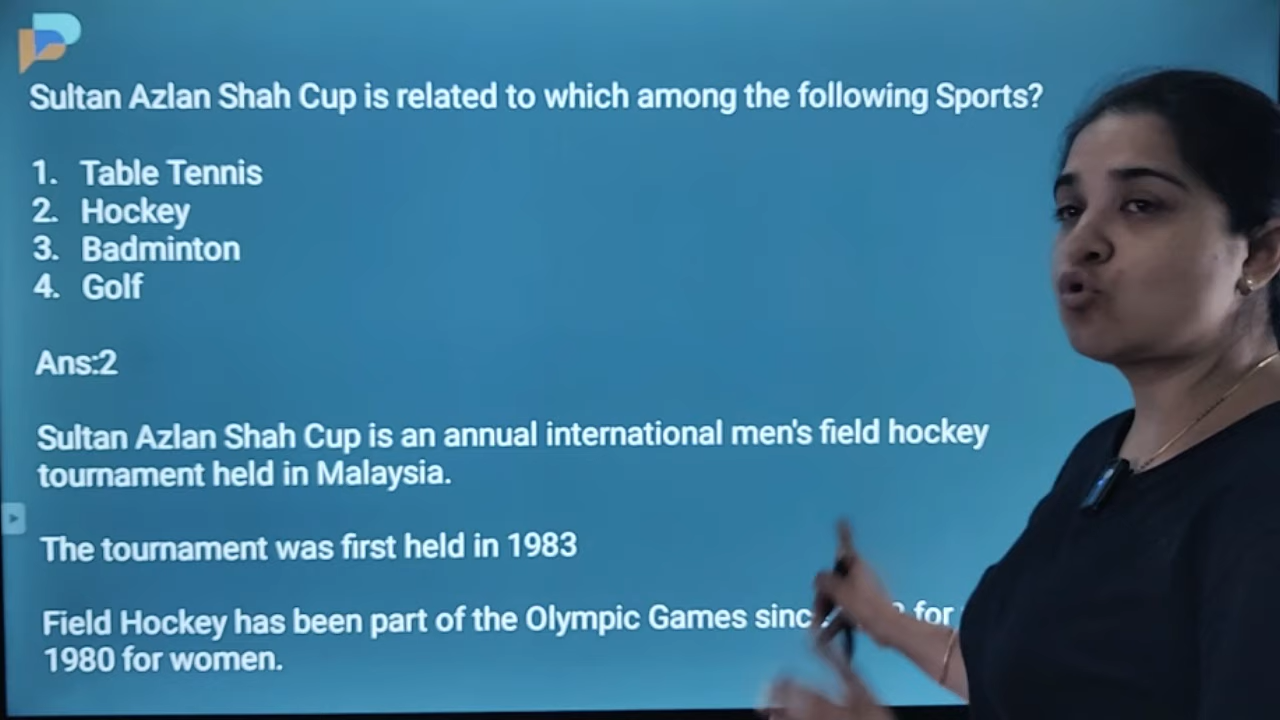 Sultan Azlan Shah Cup is related to which among the following Sports?
1. Table Tennis
2. Hockey
3. Badminton
4. Golf
Ans:2
Sultan Azlan Shah Cup is an annual international men's field hockey
tournament held in Malaysia.
The tournament was first held in 1983
Field Hockey has been part of the Olympic Games for
1980 for women.